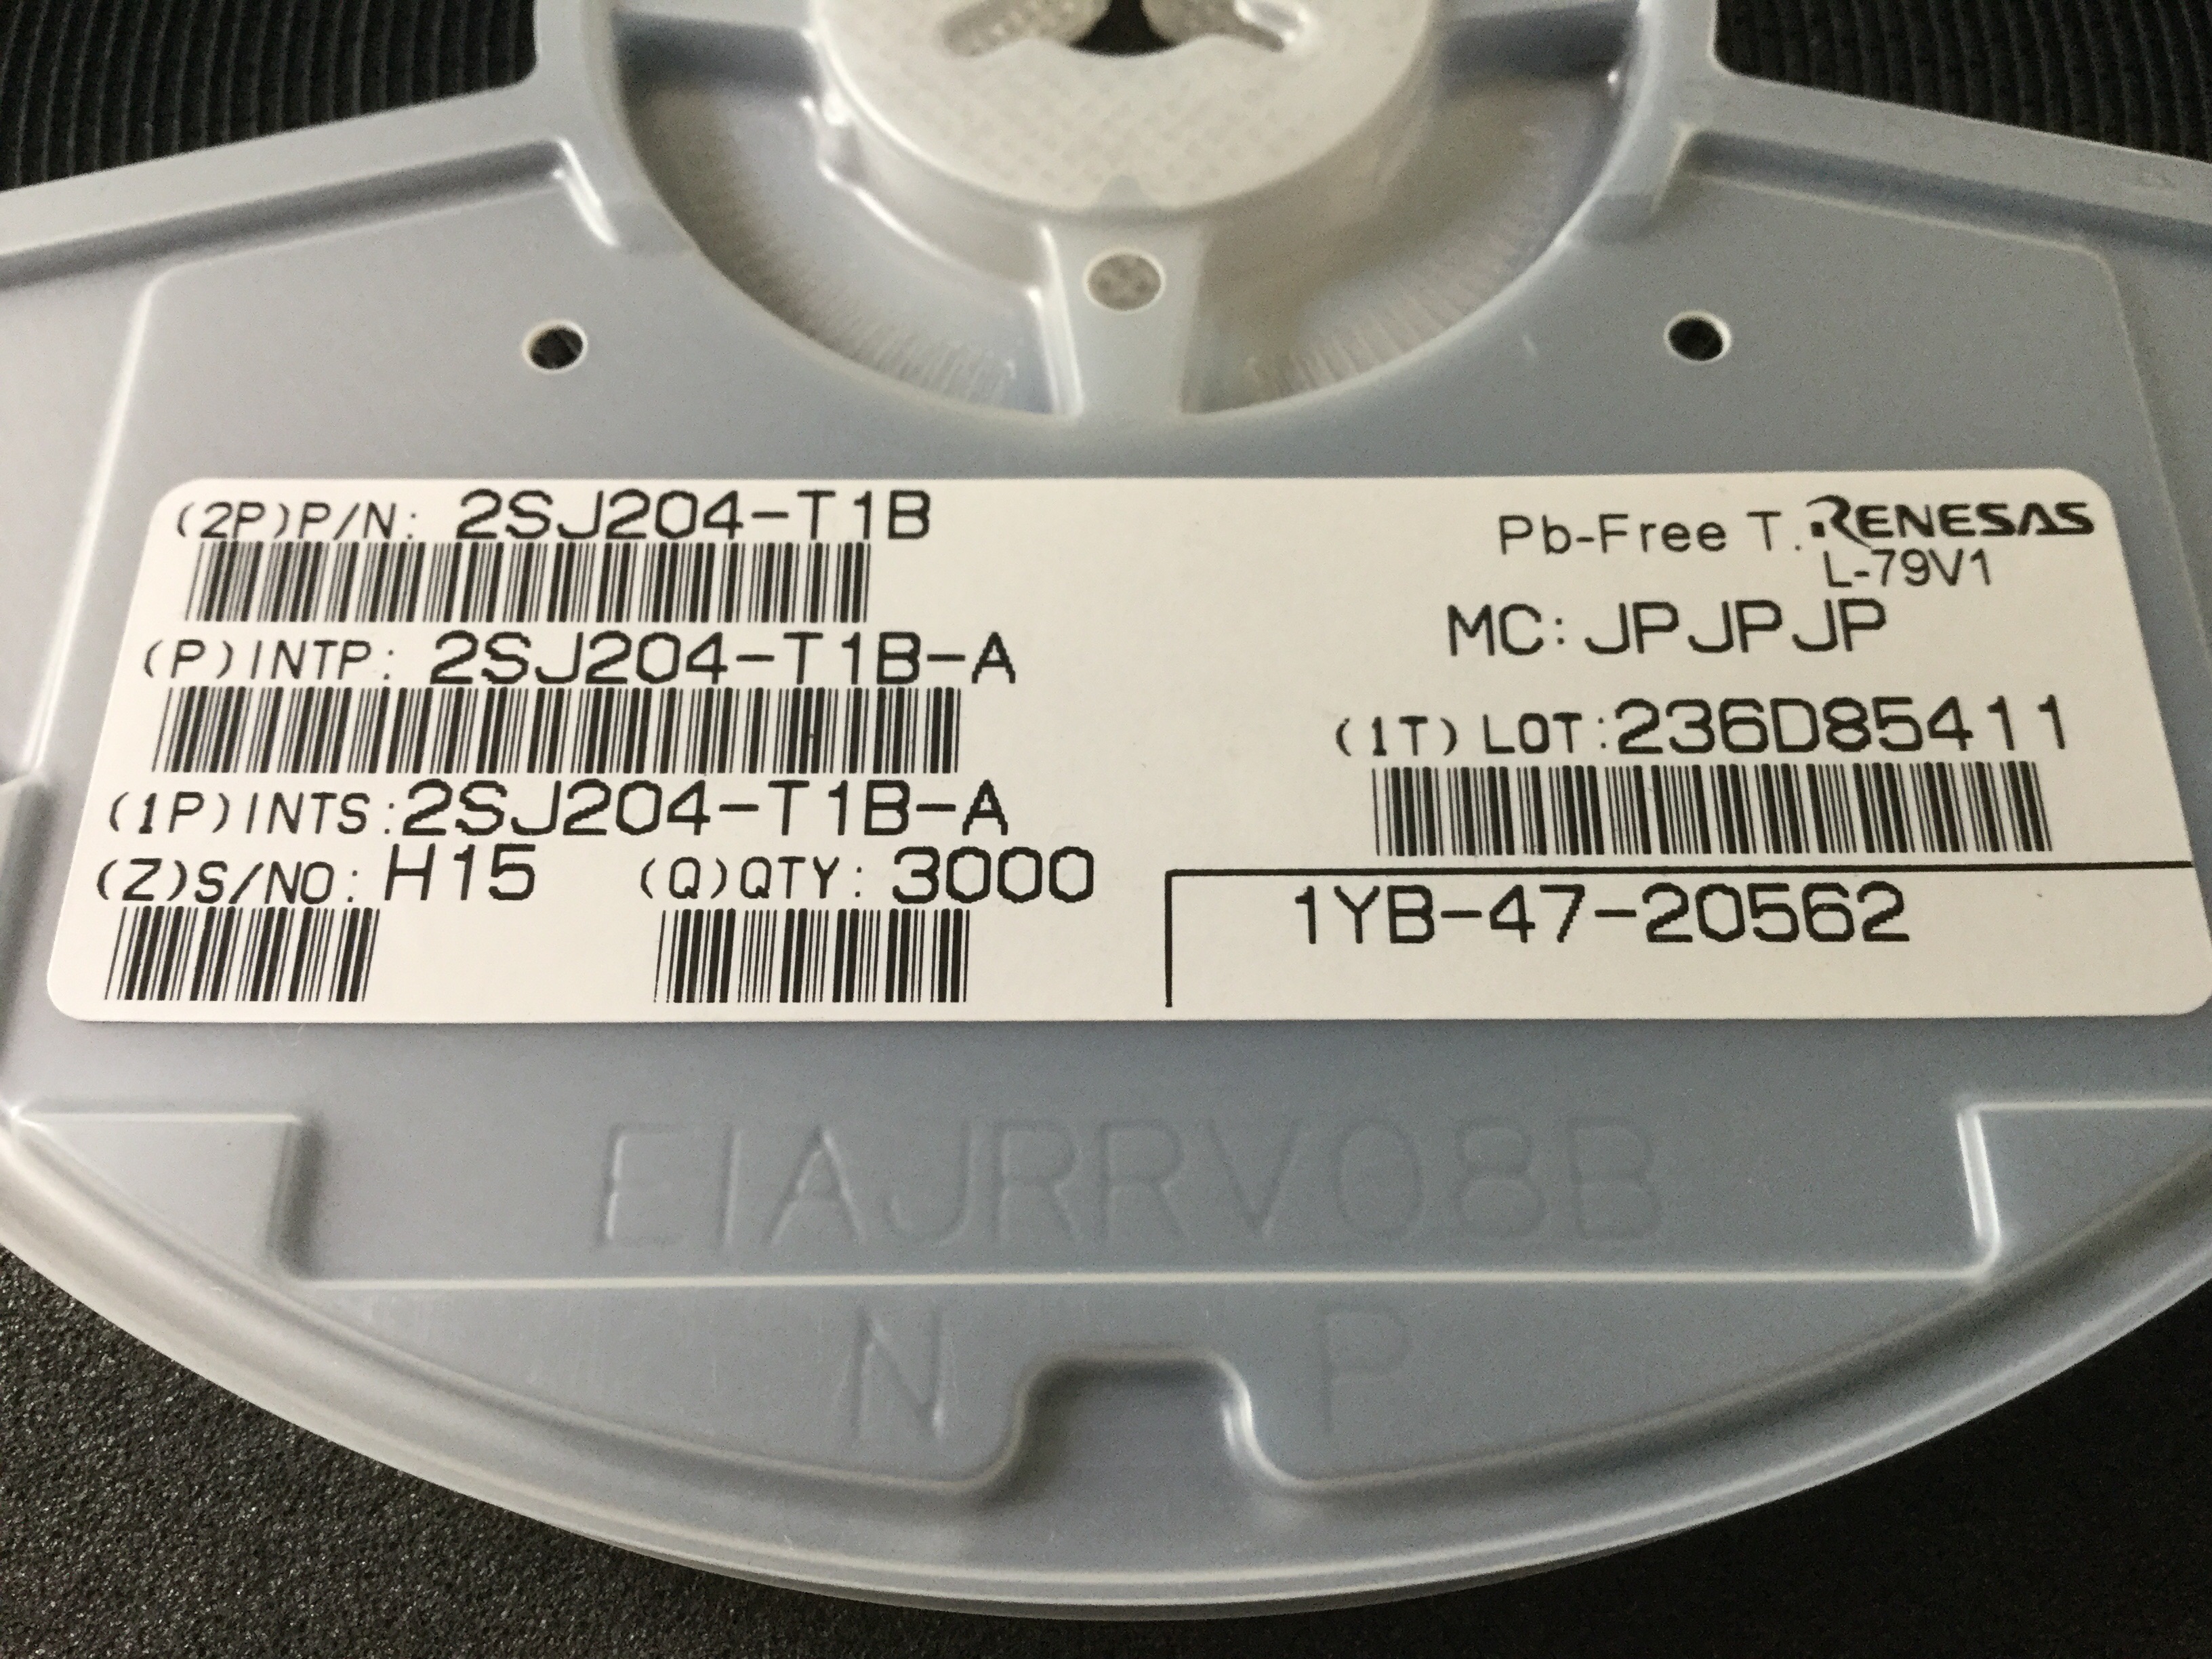 (2P)P/N: 2SJ204-T1B
(P)INTP: 2SJ204-T1B-A
(1P)INTS:2SJ204-T1B-A
(Z)S/NO: H15 (Q)QTY: 3000
Pb-Free T. RENESAS
L-79V1
MC: JPJPJP
(1T) LOT:236D85411
1YB-47-20562
EIAJRRV08B
N P